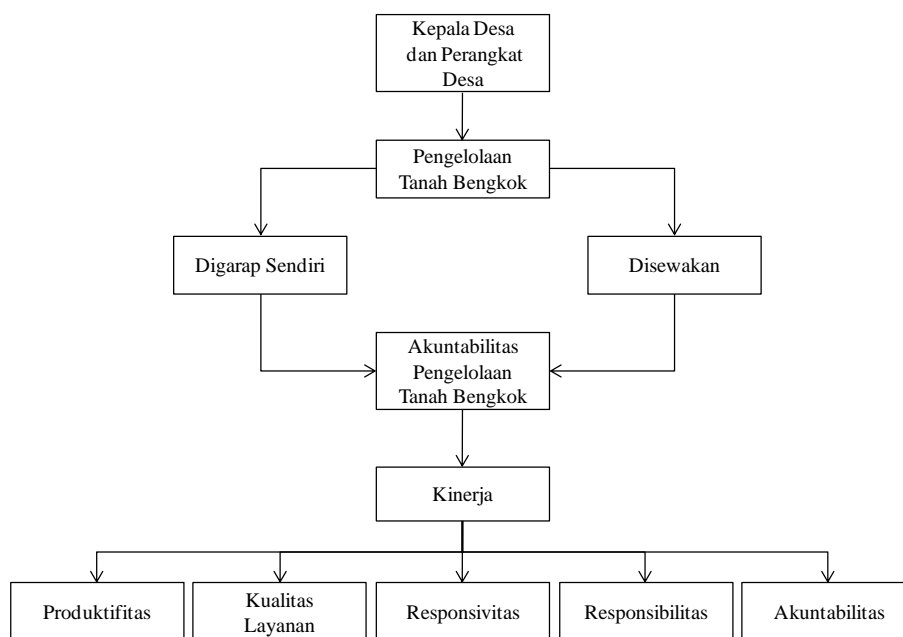 Kepala Desa
dan Perangkat
Desa
Pengelolaan
Tanah Bengkok
Digarap Sendiri
Disewakan
Akuntabilitas
Pengelolaan
Tanah Bengkok
Kinerja
Produktifitas
Kualitas
Layanan
Responsivitas
Responsibilitas
Akuntabilitas